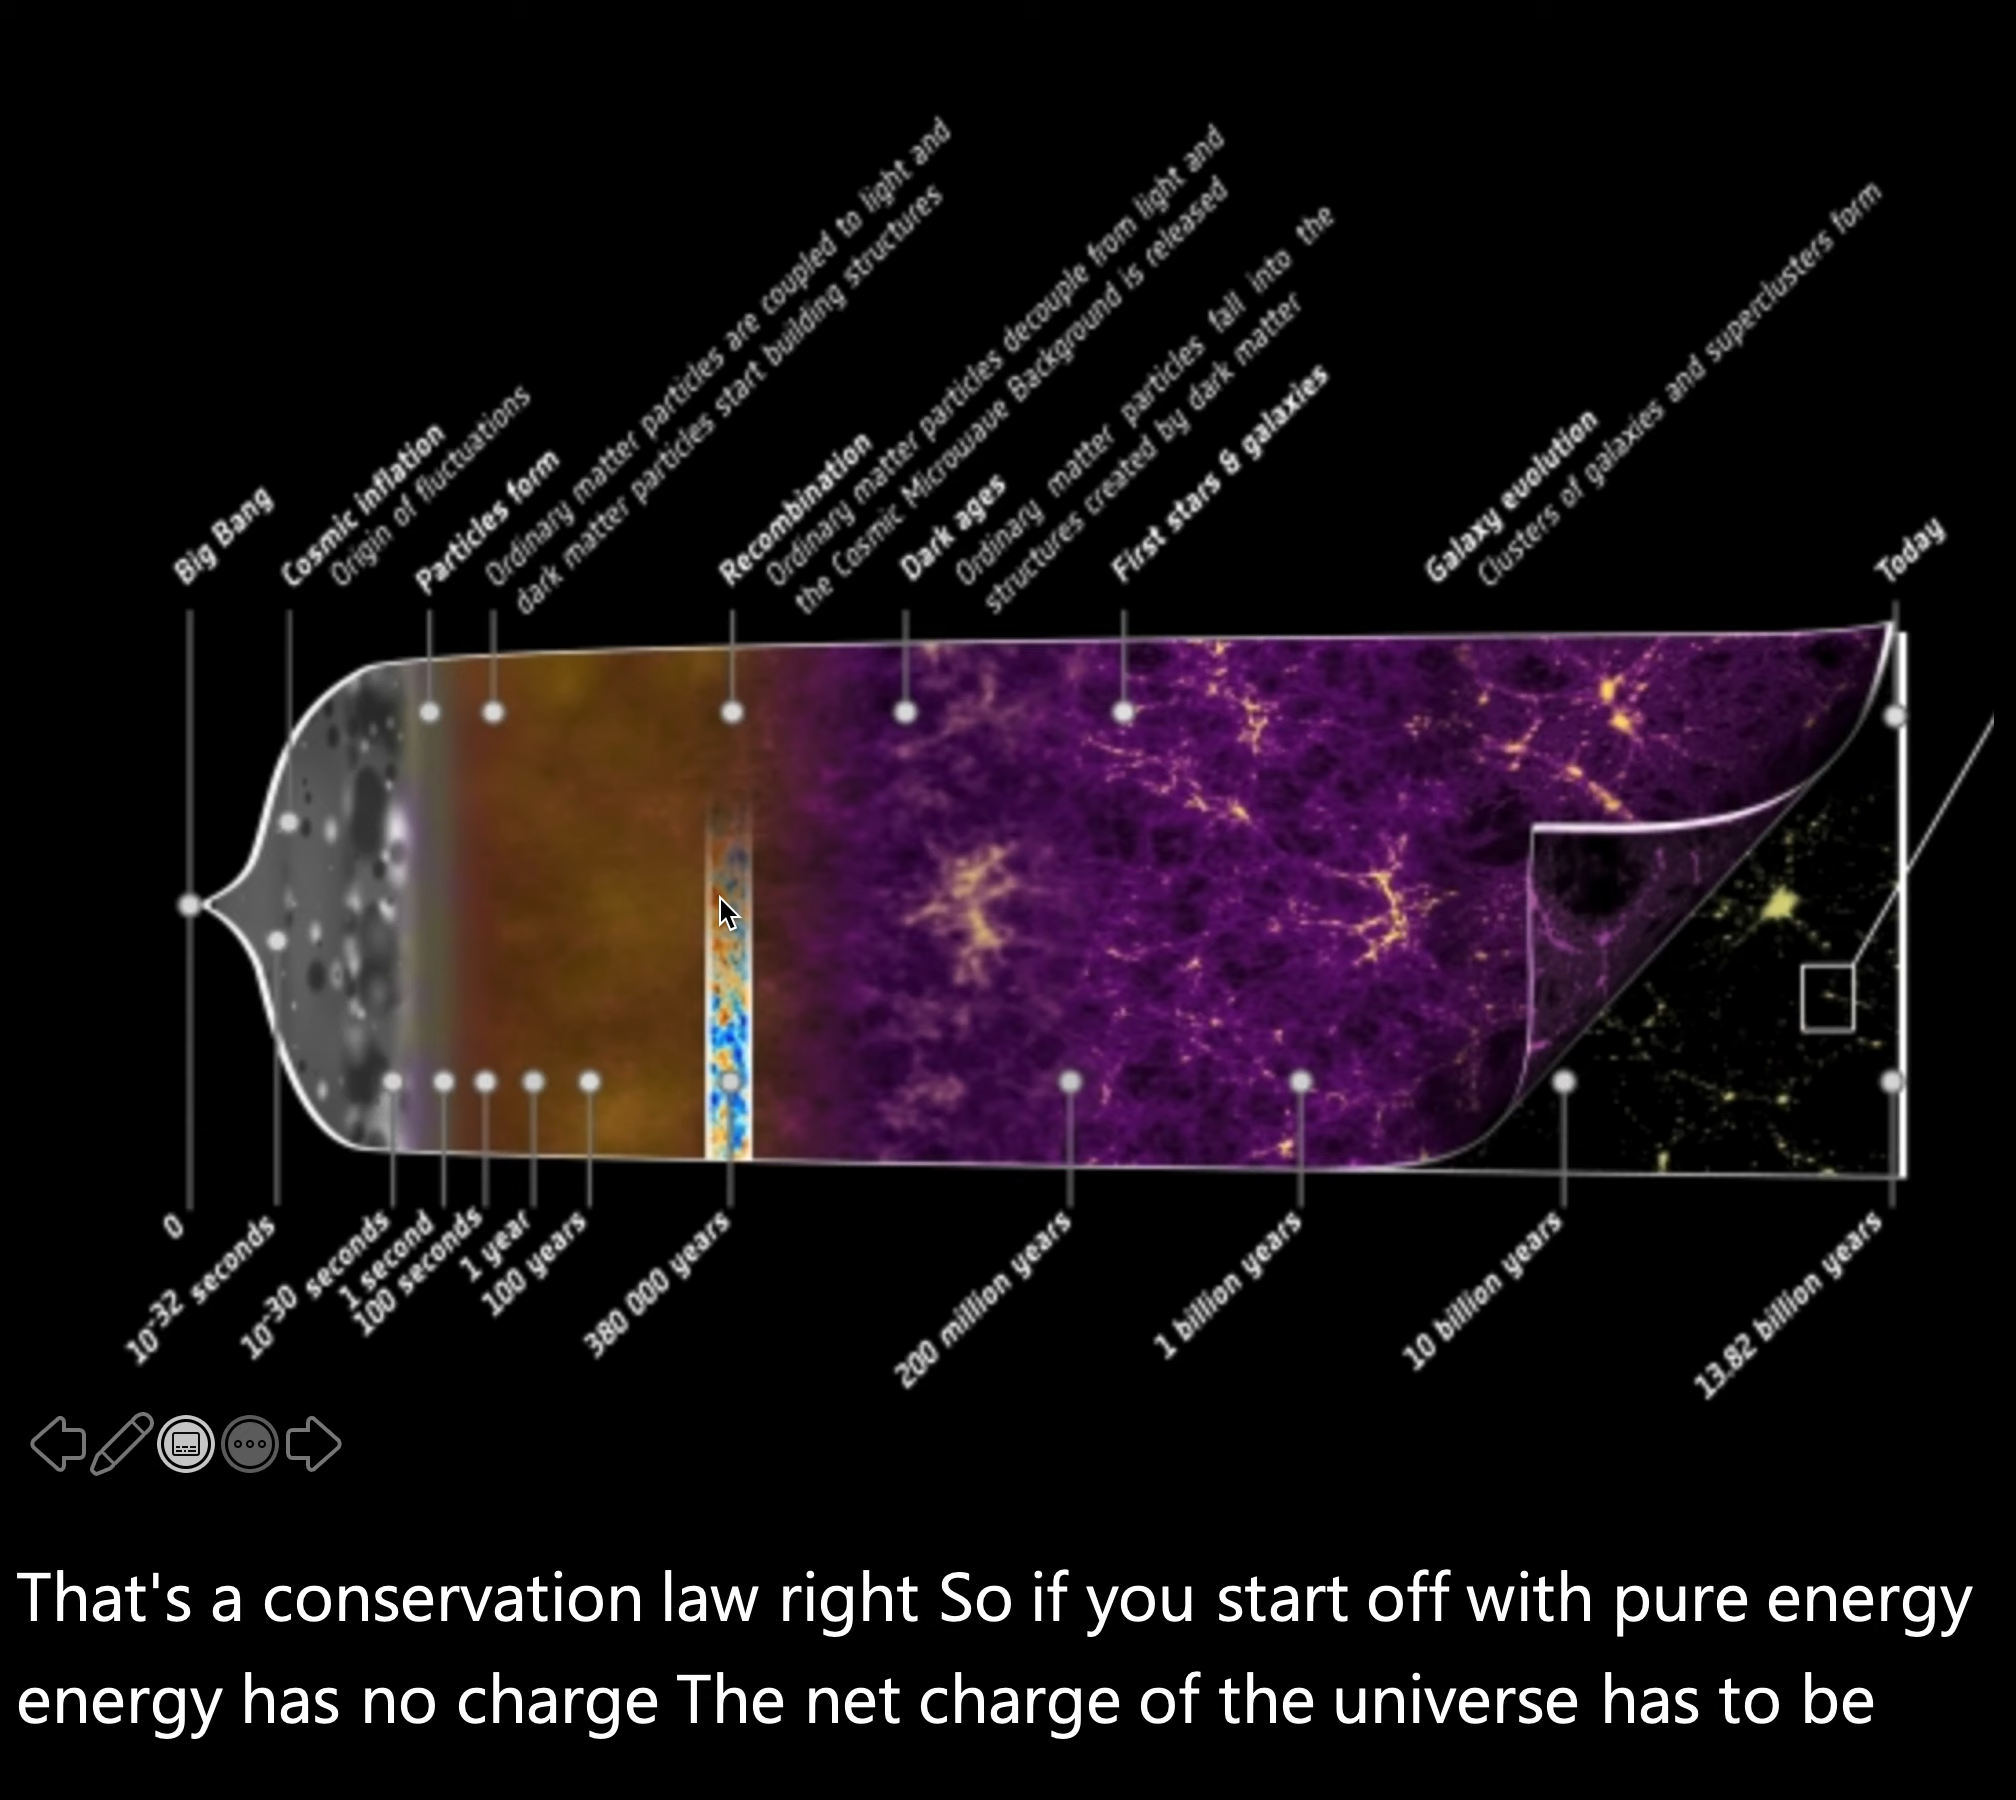 Big Bang
Cosmic inflation
Origin of fluctuations
Particles form
Ordinary matter particles are coupled to light and
dark matter particles start building structures
Recombination
Ordinary matter particles decouple from light and
the Cosmic Microwave Background is released
Dark ages
Ordinary matter particles fall into the
structures created by dark matter
First stars & galaxies
Galaxy evolution
Clusters of galaxies and superclusters form
Today
0
10⁻³² seconds
10⁻³⁰ seconds
1 second
100 seconds
1 year
100 years
380 000 years
200 million years
1 billion years
10 billion years
13.82 billion years
That's a conservation law right So if you start off with pure energy
energy has no charge The net charge of the universe has to be